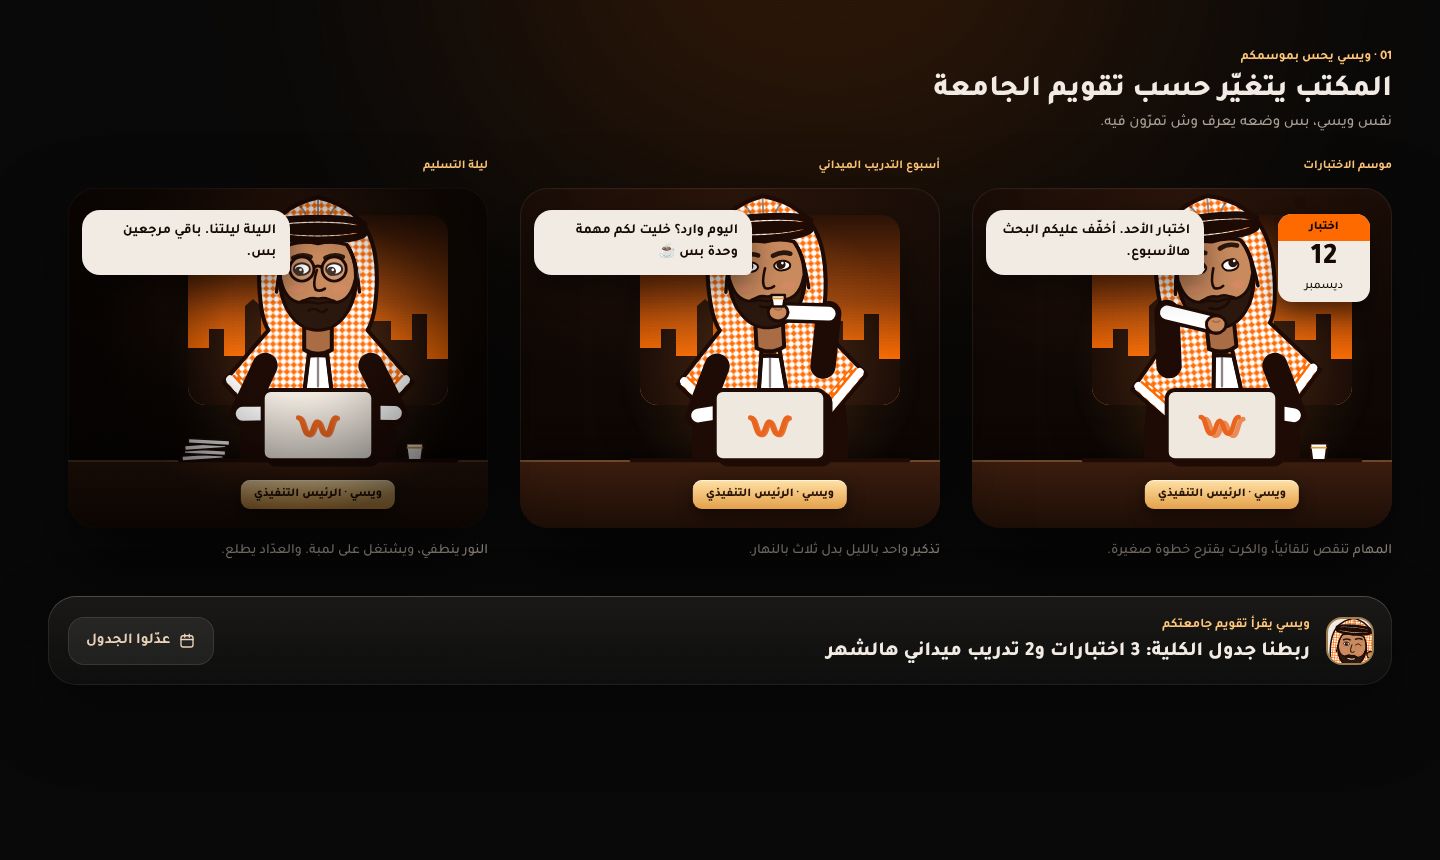 01 · ويسي يحس بموسمكم
المكتب يتغيّر حسب تقويم الجامعة
نفس ويسي، بس وضعه يعرف وش تمرّون فيه.
موسم الاختبارات
اختبار
12
ديسمبر
اختبار الأحد. أخفّف عليكم البحث
هالأسبوع.
ويسي · الرئيس التنفيذي
المهام تنقص تلقائياً، والكرت يقترح خطوة صغيرة.
أسبوع التدريب الميداني
اليوم وارد؟ خليت لكم مهمة
وحدة بس ☕
ويسي · الرئيس التنفيذي
تذكير واحد بالليل بدل ثلاث بالنهار.
ليلة التسليم
الليلة ليلتنا. باقي مرجعين
بس.
ويسي · الرئيس التنفيذي
النور ينطفي، ويشتغل على لمبة. والعدّاد يطلع.
ويسي يقرأ تقويم جامعتكم
ربطنا جدول الكلية: 3 اختبارات و2 تدريب ميداني هالشهر
عدّلوا الجدول